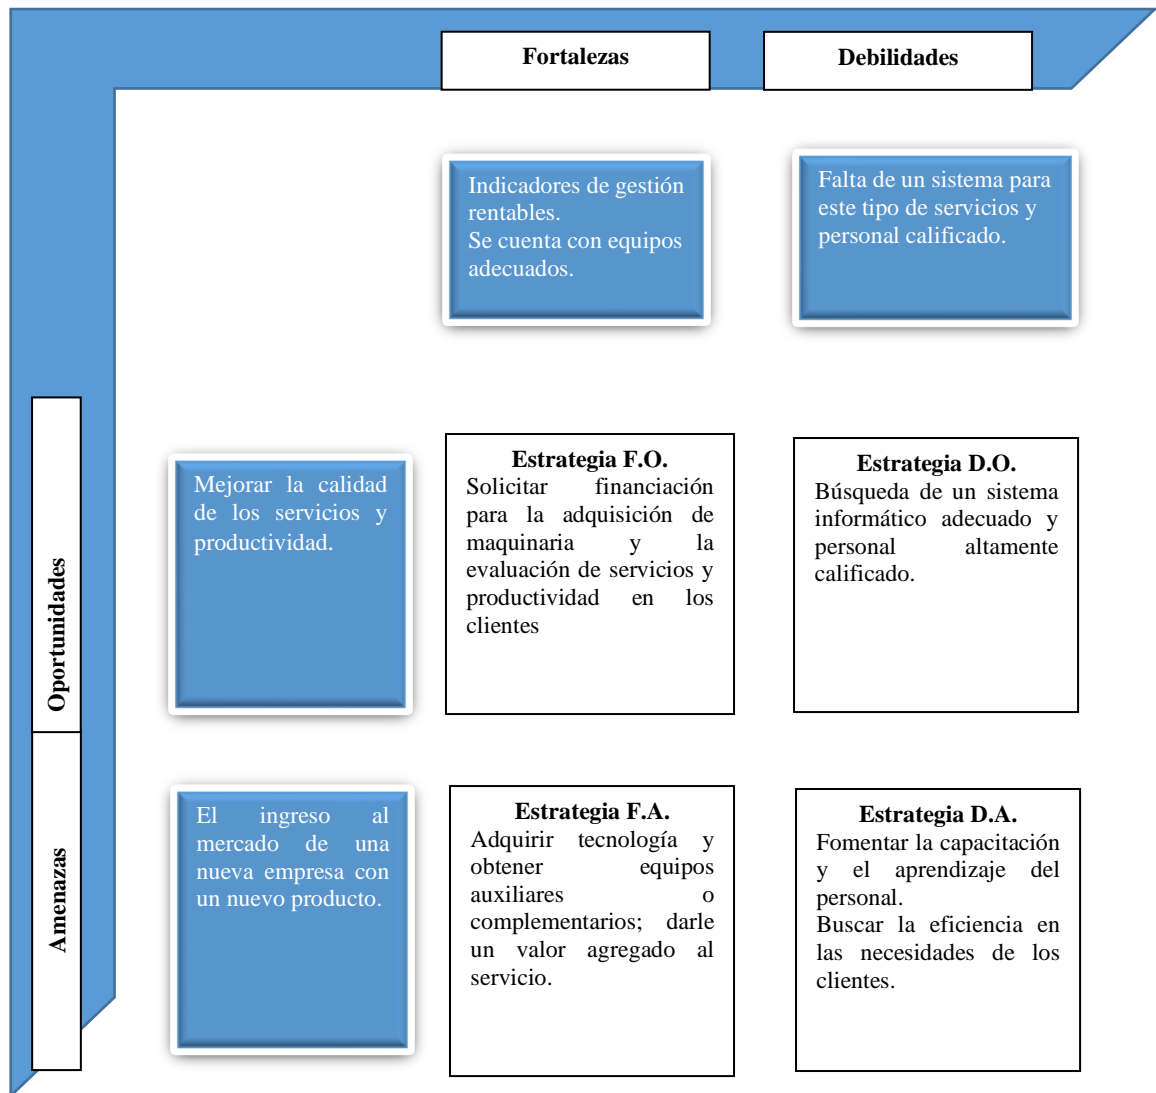 Fortalezas
Debilidades
Indicadores de gestión
rentables.
Se cuenta con equipos
adecuados.
Falta de un sistema para
este tipo de servicios y
personal calificado.
Oportunidades
Mejorar la calidad
de los servicios y
productividad.
Estrategia F.O.
Solicitar financiación
para la adquisición de
maquinaria y la
evaluación de servicios y
productividad en los
clientes
Estrategia D.O.
Búsqueda de un sistema
informático adecuado y
personal altamente
calificado.
Amenazas
El ingreso al
mercado de una
nueva empresa con
un nuevo producto.
Estrategia F.A.
Adquirir tecnología y
obtener equipos
auxiliares o
complementarios; darle
un valor agregado al
servicio.
Estrategia D.A.
Fomentar la capacitación
y el aprendizaje del
personal.
Buscar la eficiencia en
las necesidades de los
clientes.